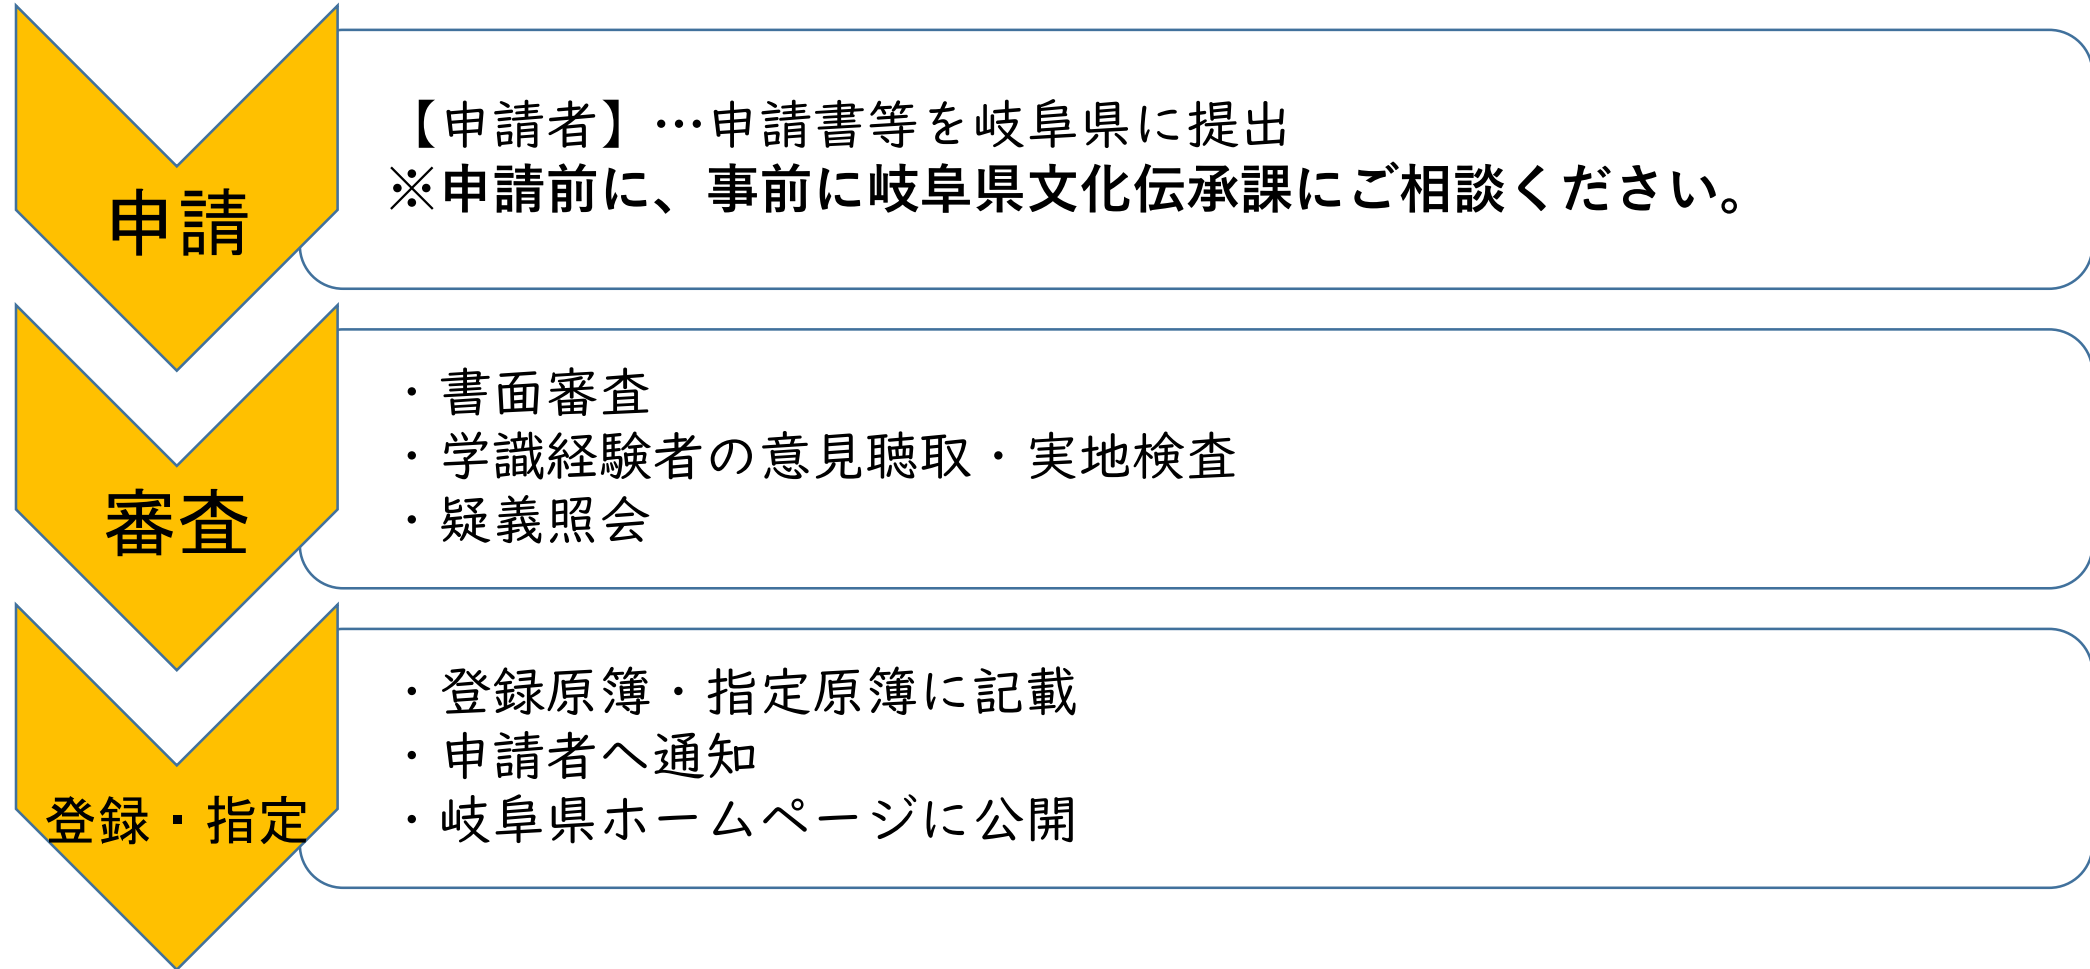 申請
【申請者】…申請書等を岐阜県に提出
※申請前に、事前に岐阜県文化伝承課にご相談ください。
審査
・書面審査
・学識経験者の意見聴取・実地検査
・疑義照会
登録・指定
・登録原簿・指定原簿に記載
・申請者へ通知
・岐阜県ホームページに公開